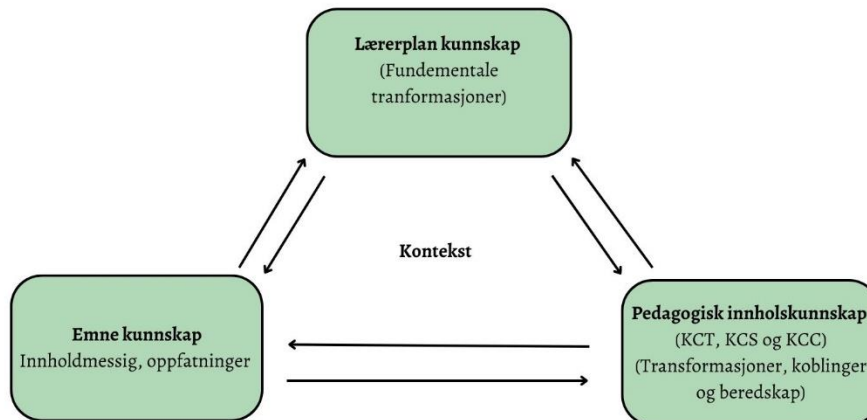 Lærerplan kunnskap
(Fundementale
tranformasjoner)
Kontekst
Emne kunnskap
Innholdmessig, oppfatninger
Pedagogisk innholskunnskap
(KCT, KCS og KCC)
(Transformasjoner, koblinger
og beredskap)